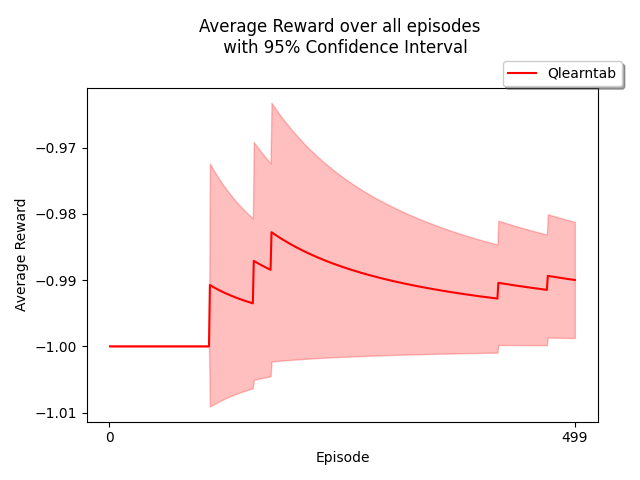 Average Reward over all episodes
with 95% Confidence Interval
Qlearntab
−0.97
−0.98
−0.99
−1.00
−1.01
Average Reward
0
499
Episode